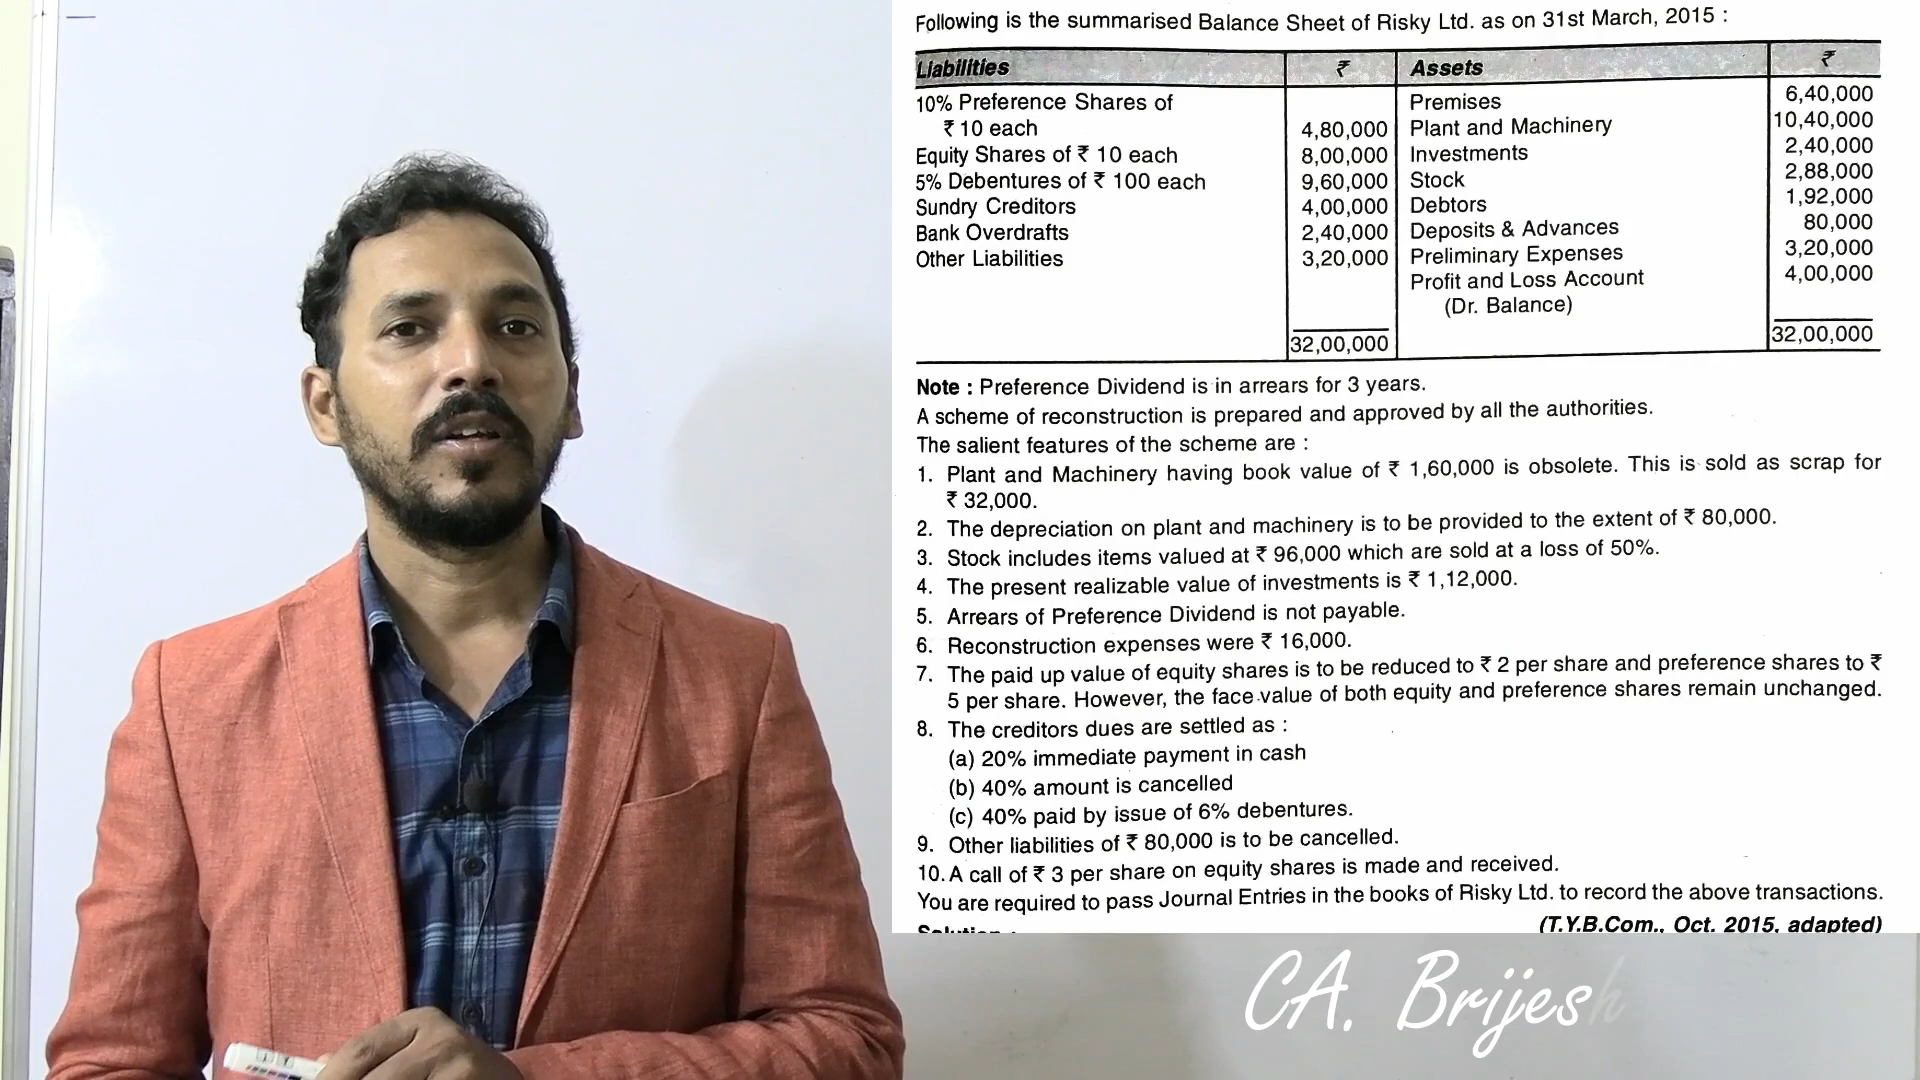 Following is the summarised Balance Sheet of Risky Ltd. as on 31st March, 2015 :
Liabilities ₹ Assets ₹
10% Preference Shares of Premises 6,40,000
₹ 10 each 4,80,000 Plant and Machinery 10,40,000
Equity Shares of ₹ 10 each 8,00,000 Investments 2,40,000
5% Debentures of ₹ 100 each 9,60,000 Stock 2,88,000
Sundry Creditors 4,00,000 Debtors 1,92,000
Bank Overdrafts 2,40,000 Deposits & Advances 80,000
Other Liabilities 3,20,000 Preliminary Expenses 3,20,000
Profit and Loss Account 4,00,000
(Dr. Balance)
32,00,000 32,00,000
Note : Preference Dividend is in arrears for 3 years.
A scheme of reconstruction is prepared and approved by all the authorities.
The salient features of the scheme are :
1. Plant and Machinery having book value of ₹ 1,60,000 is obsolete. This is sold as scrap for
₹ 32,000.
2. The depreciation on plant and machinery is to be provided to the extent of ₹ 80,000.
3. Stock includes items valued at ₹ 96,000 which are sold at a loss of 50%.
4. The present realizable value of investments is ₹ 1,12,000.
5. Arrears of Preference Dividend is not payable.
6. Reconstruction expenses were ₹ 16,000.
7. The paid up value of equity shares is to be reduced to ₹ 2 per share and preference shares to ₹
5 per share. However, the face value of both equity and preference shares remain unchanged.
8. The creditors dues are settled as :
(a) 20% immediate payment in cash
(b) 40% amount is cancelled
(c) 40% paid by issue of 6% debentures.
9. Other liabilities of ₹ 80,000 is to be cancelled.
10. A call of ₹ 3 per share on equity shares is made and received.
You are required to pass Journal Entries in the books of Risky Ltd. to record the above transactions.
(T.Y.B.Com., Oct. 2015, adapted)
Solution :
CA. Brijesh